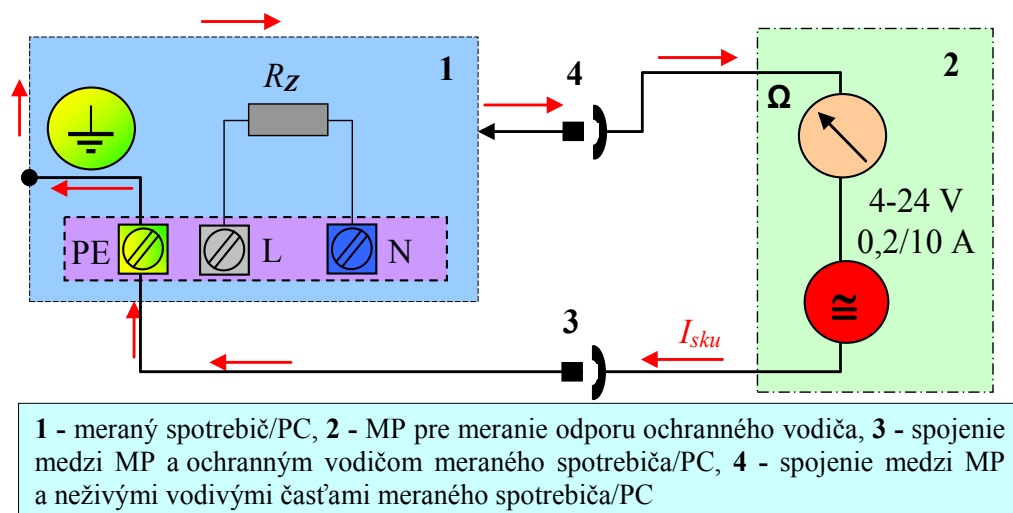 1
R_Z
4
2
Ω
4-24 V
0,2/10 A
PE
L
N
3
I_sku
≅
1 - meraný spotrebič/PC, 2 - MP pre meranie odporu ochranného vodiča, 3 - spojenie
medzi MP a ochranným vodičom meraného spotrebiča/PC, 4 - spojenie medzi MP
a neživými vodivými časťami meraného spotrebiča/PC